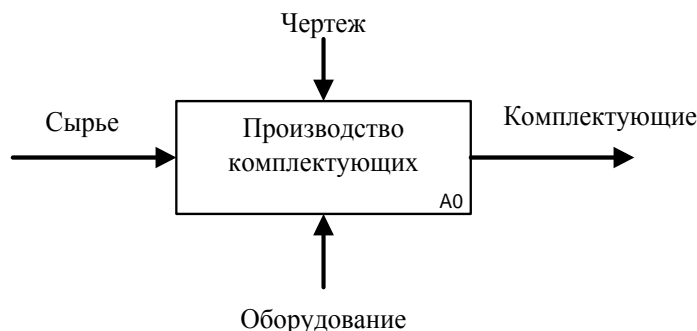 Чертеж
Сырье
Производство
комплектующих
Комплектующие
A0
Оборудование